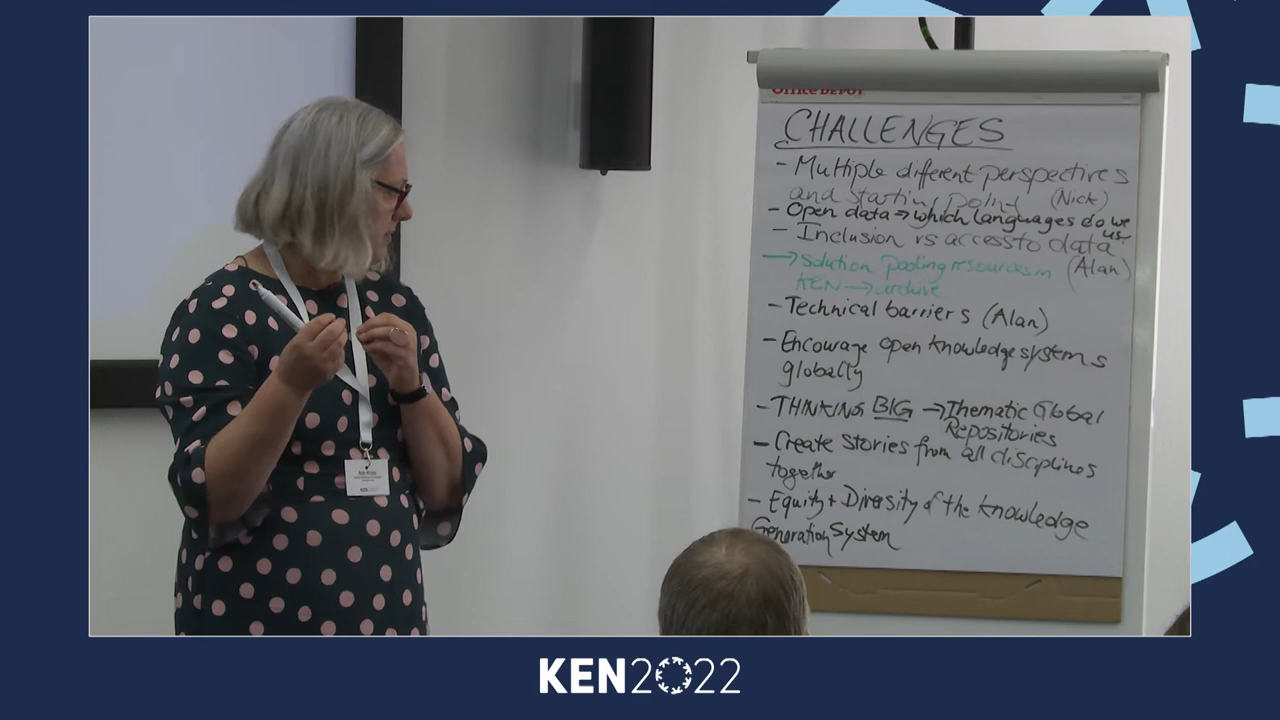 Office DEPOT
CHALLENGES
- Multiple different perspectives
and starting point (Nick)
- Open data → which languages do we
use
- Inclusion vs access to data
(Alan)
→ solution pooling resources in
KEN → archive
- Technical barriers (Alan)
- Encourage open knowledge systems
globally
- THINKING BIG → Thematic Global
Repositories
- Create stories from all disciplines
together
- Equity + Diversity of the knowledge
Generation System
KEN2022